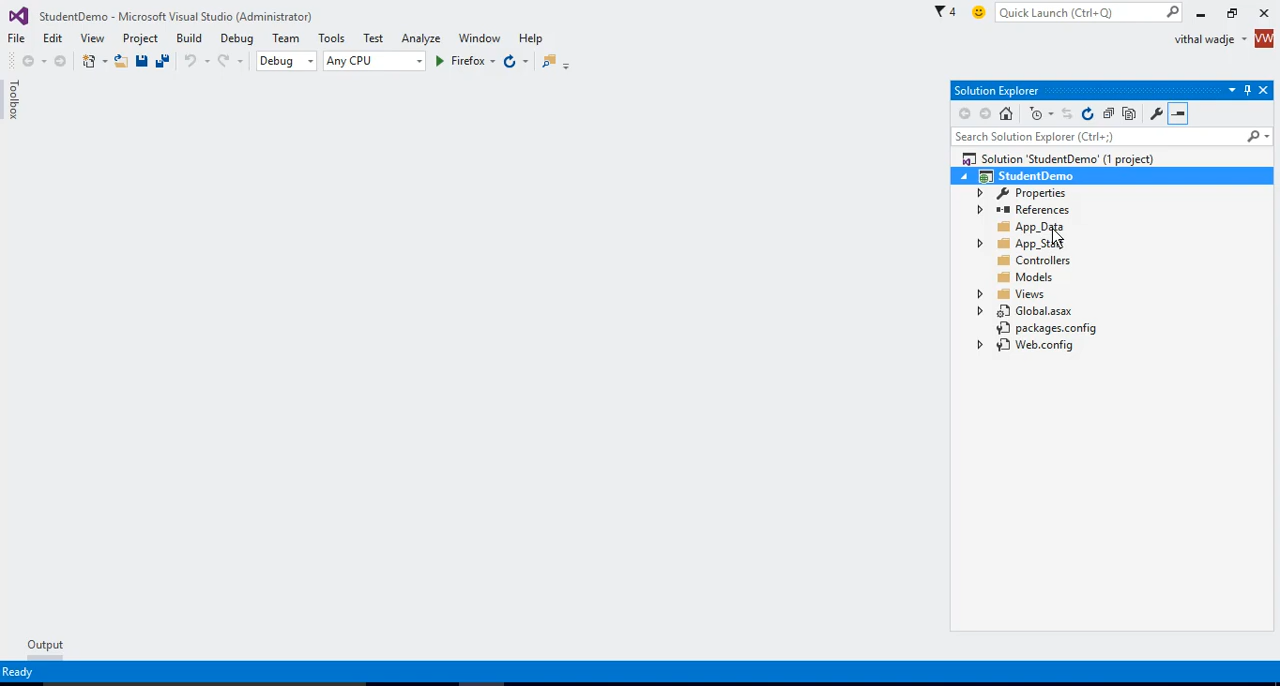 StudentDemo - Microsoft Visual Studio (Administrator)
4
Quick Launch (Ctrl+Q)
File Edit View Project Build Debug Team Tools Test Analyze Window Help
vithal wadje
VW
Debug
Any CPU
Firefox
Toolbox
Solution Explorer
Search Solution Explorer (Ctrl+;)
Solution 'StudentDemo' (1 project)
StudentDemo
Properties
References
App_Data
App_Start
Controllers
Models
Views
Global.asax
packages.config
Web.config
Output
Ready